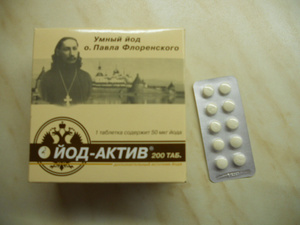 Умный йод
о. Павла Флоренского
1 таблетка содержит 50 мкг йода
ЙОД-АКТИВ®
200 ТАБ.